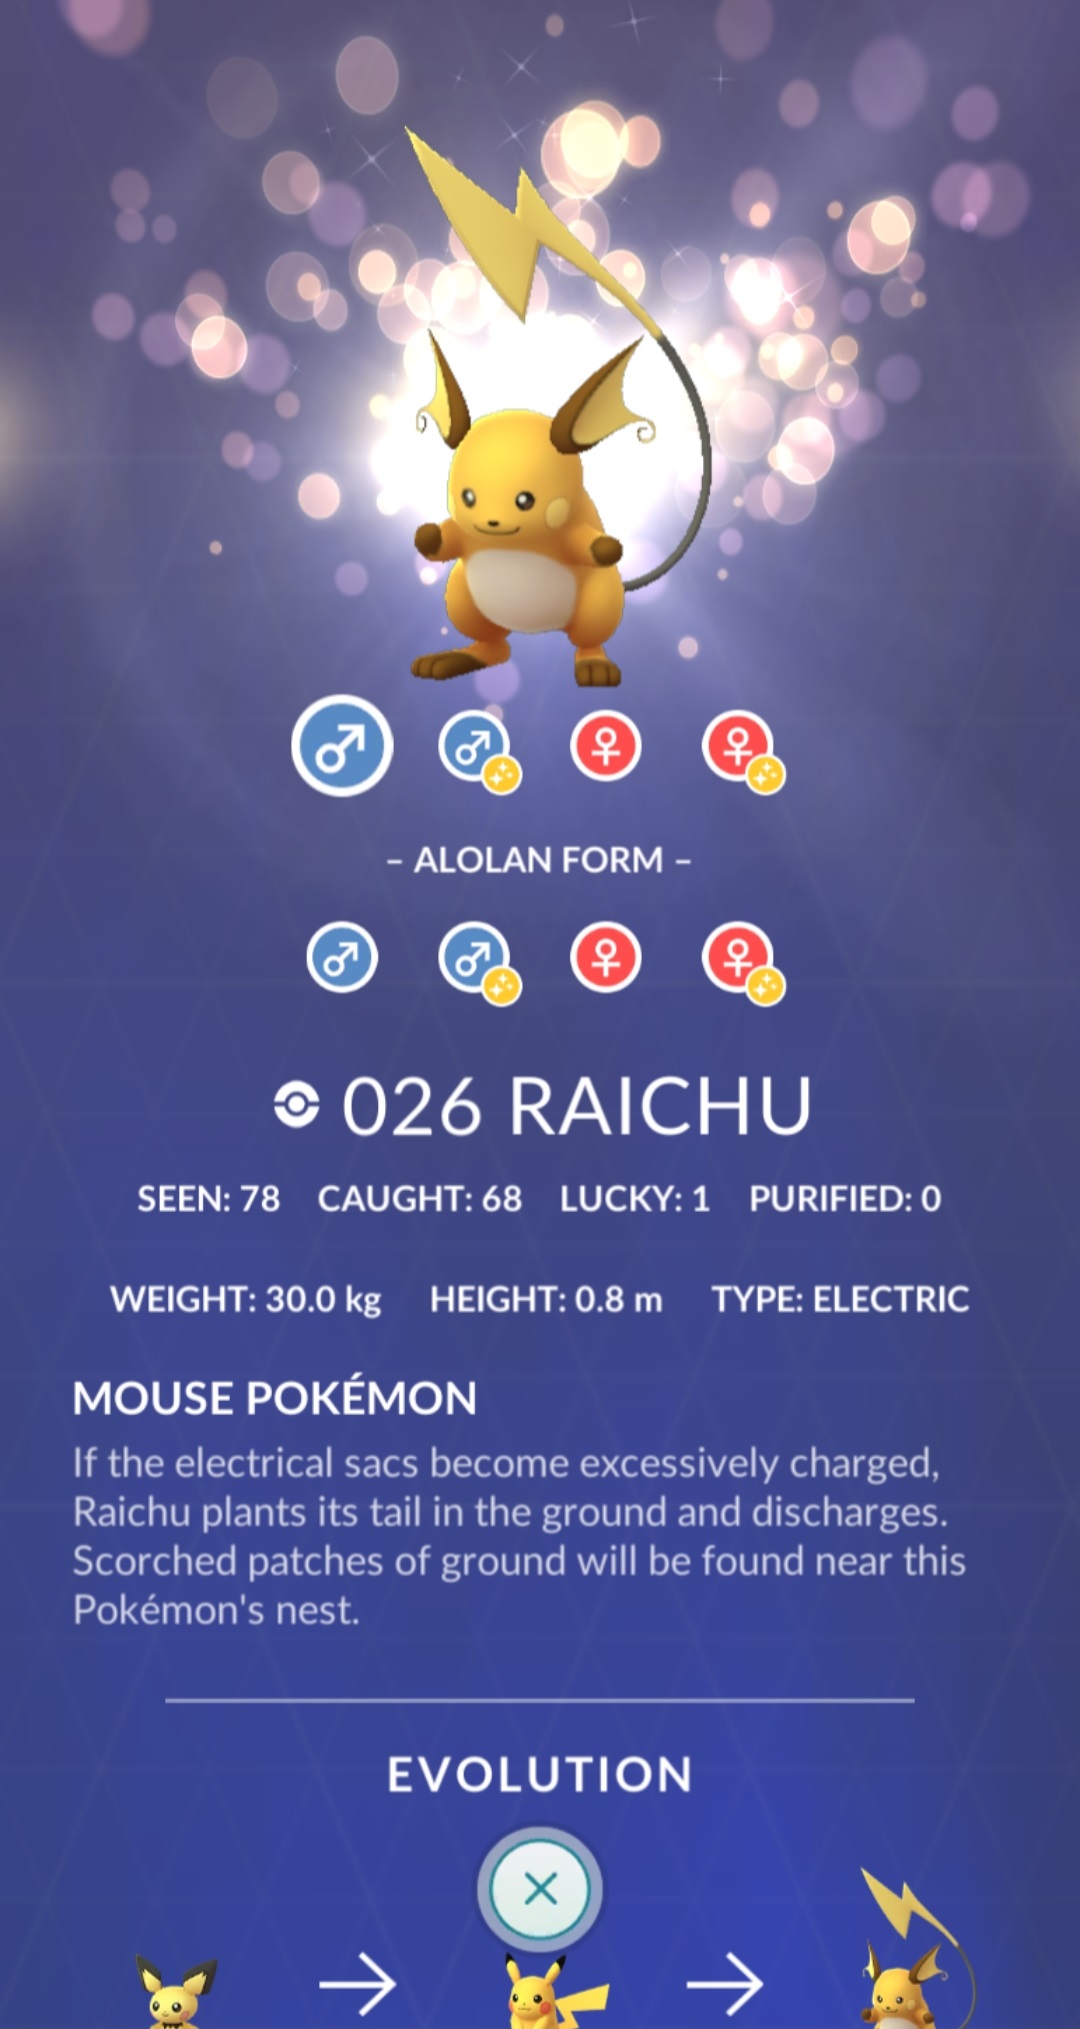 – ALOLAN FORM –
026 RAICHU
SEEN: 78 CAUGHT: 68 LUCKY: 1 PURIFIED: 0
WEIGHT: 30.0 kg HEIGHT: 0.8 m TYPE: ELECTRIC
MOUSE POKÉMON
If the electrical sacs become excessively charged,
Raichu plants its tail in the ground and discharges.
Scorched patches of ground will be found near this
Pokémon's nest.
EVOLUTION